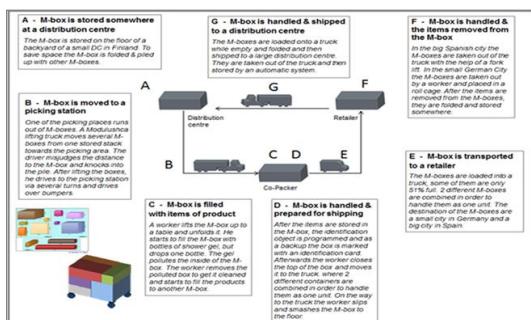 A - M-box is stored somewhere
at a distribution centre
The M-box is stored on the floor of a
backyard of a small DC in Finland. To
save space the M-box is folded & piled
up with other M-boxes.
G - M-box is handled & shipped
to a distribution centre
The M-boxes are loaded onto a truck
while empty and folded and then
shipped to a large distribution centre.
They are taken out of the truck and then
stored by an automatic system.
F - M-box is handled &
the items removed from
the M-box
In the big Spanish city the
M-boxes are taken out of the
truck with the help of a fork
lift. In the small German City
the M-boxes are taken out
by a worker and placed in a
roll cage. After the items are
removed from the M-boxes,
they are folded and stored
somewhere.
A
G
F
Distribution
centre
Retailer
B - M-box is moved to a
picking station
One of the picking places runs
out of M-boxes. A Modulushca
lifting truck moves several M-
boxes from one stored stack
towards the picking area. The
driver misjudges the distance
to the M-box and knocks into
the pile. After lifting the boxes,
he drives to the picking station
via several turns and drives
over bumpers.
B
C D
E
Co-Packer
E - M-box is transported
to a retailer
The M-boxes are loaded into a
truck, some of them are only
51% full. 2 different M-boxes
are combined in order to
handle them as one unit. The
destination of the M-boxes are
a small city in Germany and a
big city in Spain.
C - M-box is filled
with items of product
A worker lifts the M-box up to
a table and unfolds it. He
starts to fill the M-box with
bottles of shower gel, but
drops one bottle. The gel
pollutes the inside of the M-
box. The worker removes the
polluted box to get it cleaned
and starts to fill the products
to another M-box.
D - M-box is handled &
prepared for shipping
After the items are stored in
the M-box, the identification
object is programed and as
a backup the box is marked
with an identification card.
Afterwards the worker closes
the top of the box and moves
it to the truck. where 2
different containers are
combined in order to handle
them as one unit. On the way
to the truck the worker slips
and smashes the M-box to
the floor.